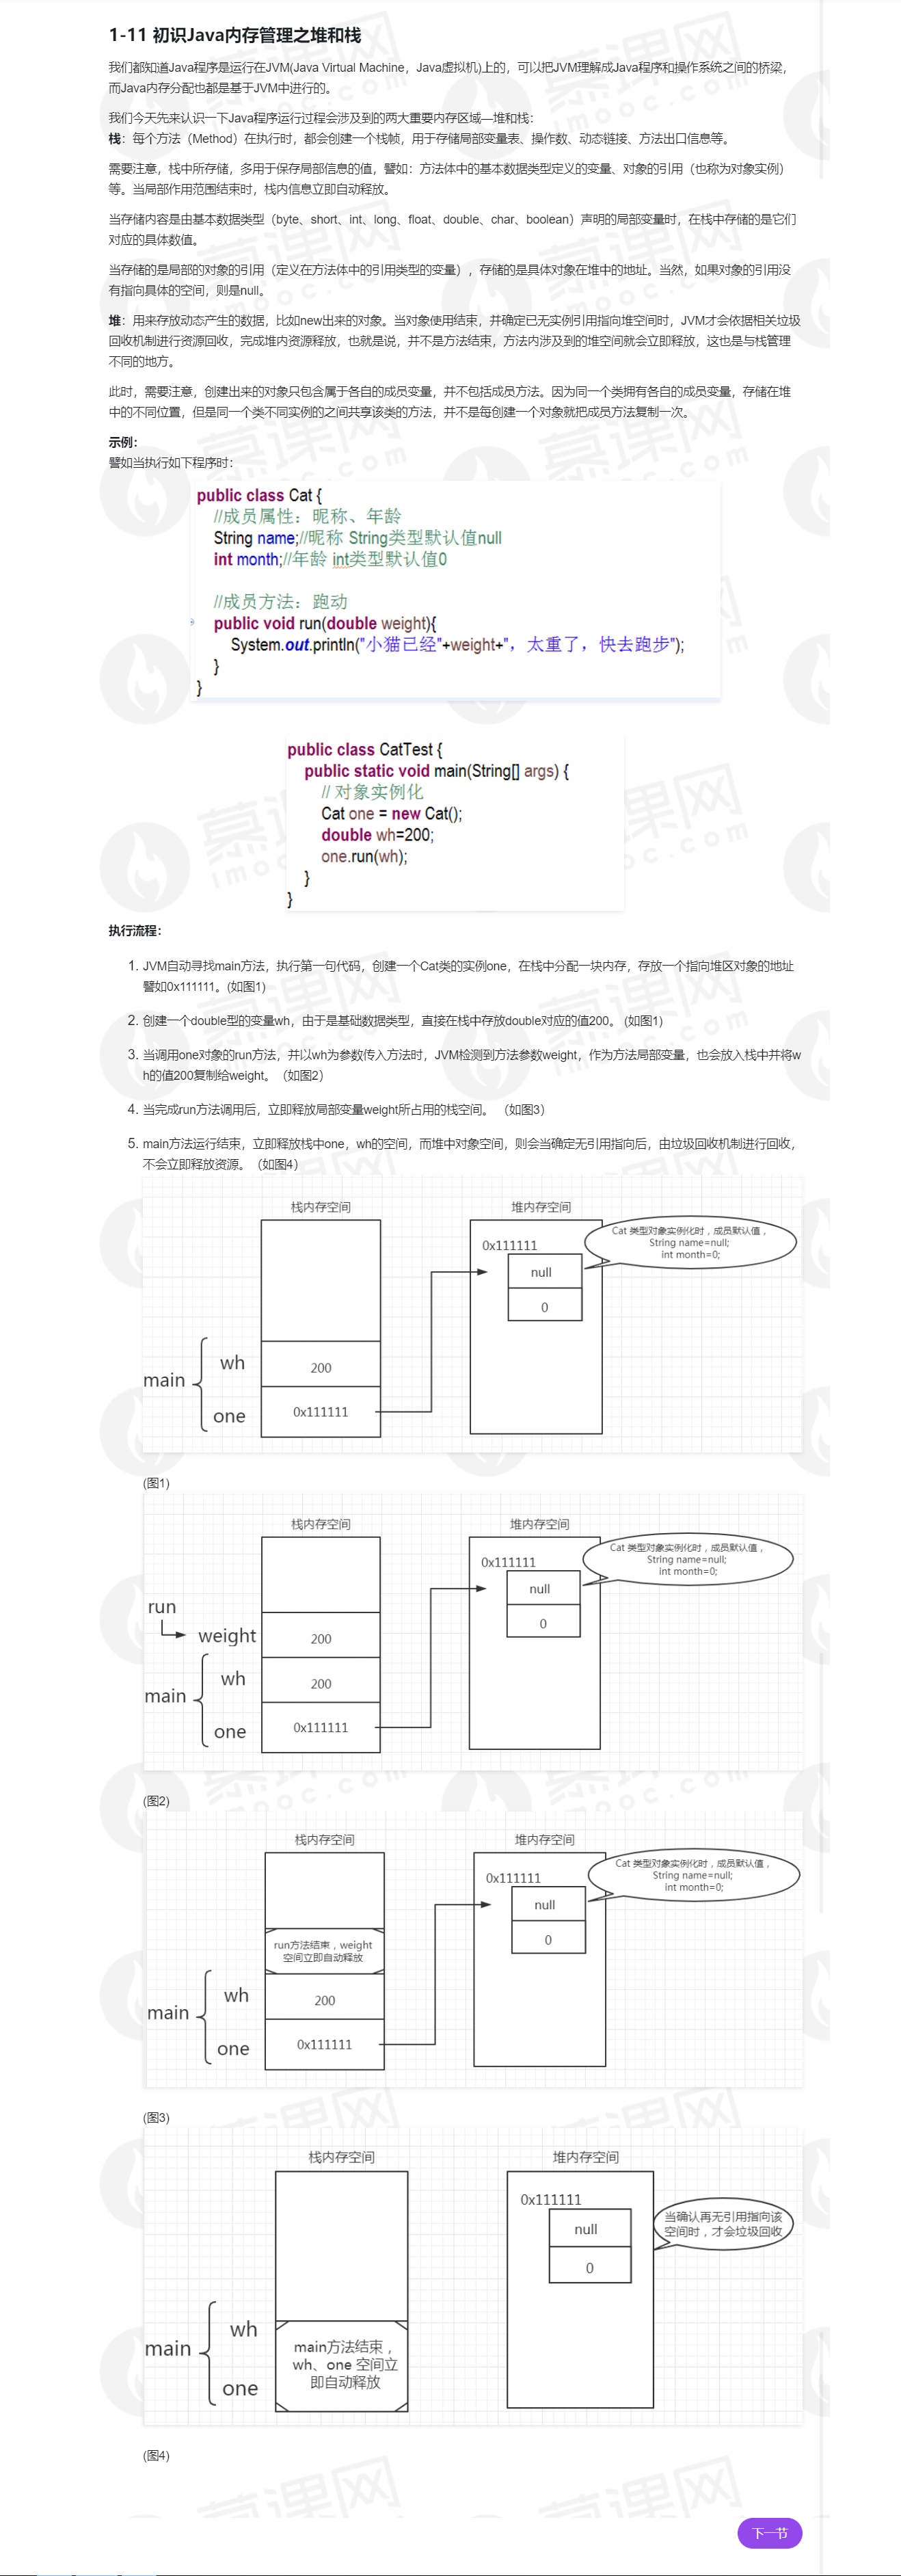 1-11 初识Java内存管理之堆和栈
我们都知道Java程序是运行在JVM(Java Virtual Machine，Java虚拟机)上的，可以把JVM理解成Java程序和操作系统之间的桥梁，
而Java内存分配也都是基于JVM中进行的。
我们今天先来认识一下Java程序运行过程会涉及到的两大重要内存区域—堆和栈：
栈：每个方法（Method）在执行时，都会创建一个栈帧，用于存储局部变量表、操作数、动态链接、方法出口信息等。
需要注意，栈中所存储，多用于保存局部信息的值，譬如：方法体中的基本数据类型定义的变量、对象的引用（也称为对象实例）
等。当局部作用范围结束时，栈内信息立即自动释放。
当存储内容是由基本数据类型（byte、short、int、long、float、double、char、boolean）声明的局部变量时，在栈中存储的是它们
对应的具体数值。
当存储的是局部的对象的引用（定义在方法体中的引用类型的变量），存储的是具体对象在堆中的地址。当然，如果对象的引用没
有指向具体的空间，则是null。
堆：用来存放动态产生的数据，比如new出来的对象。当对象使用结束，并确定已无实例引用指向堆空间时，JVM才会依据相关垃圾
回收机制进行资源回收，完成堆内资源释放，也就是说，并不是方法结束，方法内涉及到的堆空间就会立即释放，这也是与栈管理
不同的地方。
此时，需要注意，创建出来的对象只包含属于各自的成员变量，并不包括成员方法。因为同一个类拥有各自的成员变量，存储在堆
中的不同位置，但是同一个类不同实例的之间共享该类的方法，并不是每创建一个对象就把成员方法复制一次。
示例：
譬如当执行如下程序时：
public class Cat {
//成员属性：昵称、年龄
String name;//昵称 String类型默认值null
int month;//年龄 int类型默认值0
//成员方法：跑动
public void run(double weight){
System.out.println("小猫已经"+weight+"，太重了，快去跑步");
}
}
public class CatTest {
public static void main(String[] args) {
// 对象实例化
Cat one = new Cat();
double wh=200;
one.run(wh);
}
}
执行流程：
1. JVM自动寻找main方法，执行第一句代码，创建一个Cat类的实例one，在栈中分配一块内存，存放一个指向堆区对象的地址
譬如0x111111。(如图1)
2. 创建一个double型的变量wh，由于是基础数据类型，直接在栈中存放double对应的值200。 (如图1)
3. 当调用one对象的run方法，并以wh为参数传入方法时，JVM检测到方法参数weight，作为方法局部变量，也会放入栈中并将w
h的值200复制给weight。（如图2）
4. 当完成run方法调用后，立即释放局部变量weight所占用的栈空间。 （如图3）
5. main方法运行结束，立即释放栈中one，wh的空间，而堆中对象空间，则会当确定无引用指向后，由垃圾回收机制进行回收，
不会立即释放资源。（如图4）
栈内存空间
堆内存空间
Cat 类型对象实例化时，成员默认值，
String name=null;
int month=0;
0x111111
null
0
main
wh
200
one
0x111111
(图1)
栈内存空间
堆内存空间
Cat 类型对象实例化时，成员默认值，
String name=null;
int month=0;
0x111111
null
0
run
weight
200
main
wh
200
one
0x111111
(图2)
栈内存空间
堆内存空间
Cat 类型对象实例化时，成员默认值，
String name=null;
int month=0;
0x111111
null
0
run方法结束，weight
空间立即自动释放
main
wh
200
one
0x111111
(图3)
栈内存空间
堆内存空间
0x111111
null
0
当确认再无引用指向该
空间时，才会垃圾回收
main
wh
one
main方法结束，
wh、one 空间立
即自动释放
(图4)
下一节
慕课网
imooc.com